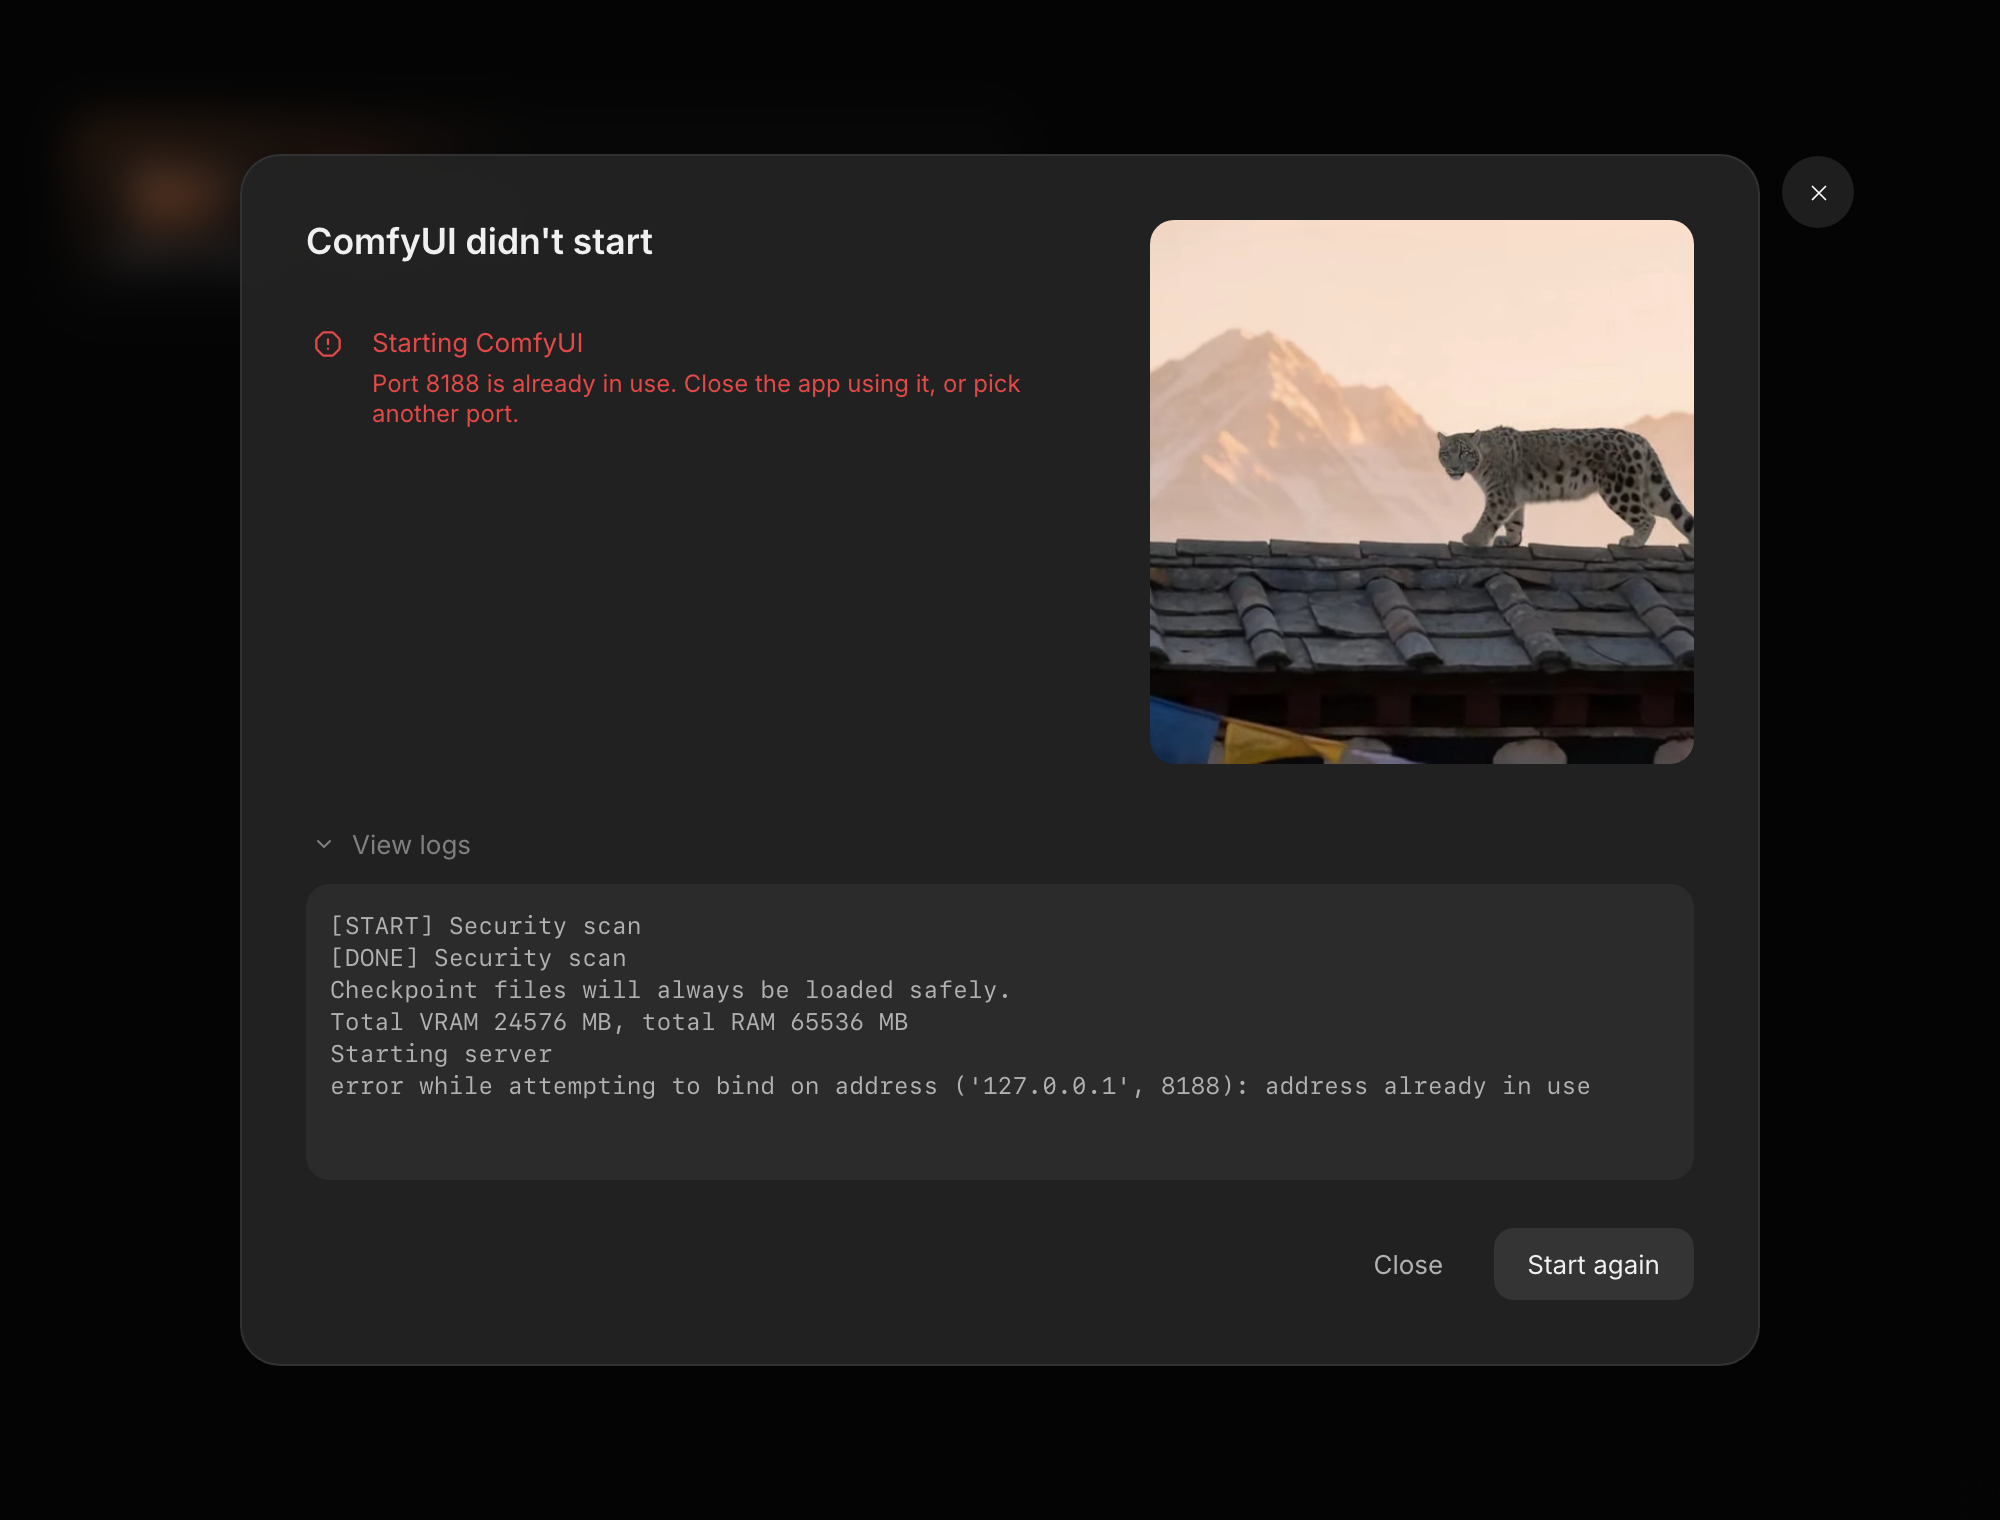 ComfyUI didn't start
Starting ComfyUI
Port 8188 is already in use. Close the app using it, or pick
another port.
View logs
[START] Security scan
[DONE] Security scan
Checkpoint files will always be loaded safely.
Total VRAM 24576 MB, total RAM 65536 MB
Starting server
error while attempting to bind on address ('127.0.0.1', 8188): address already in use
Close
Start again